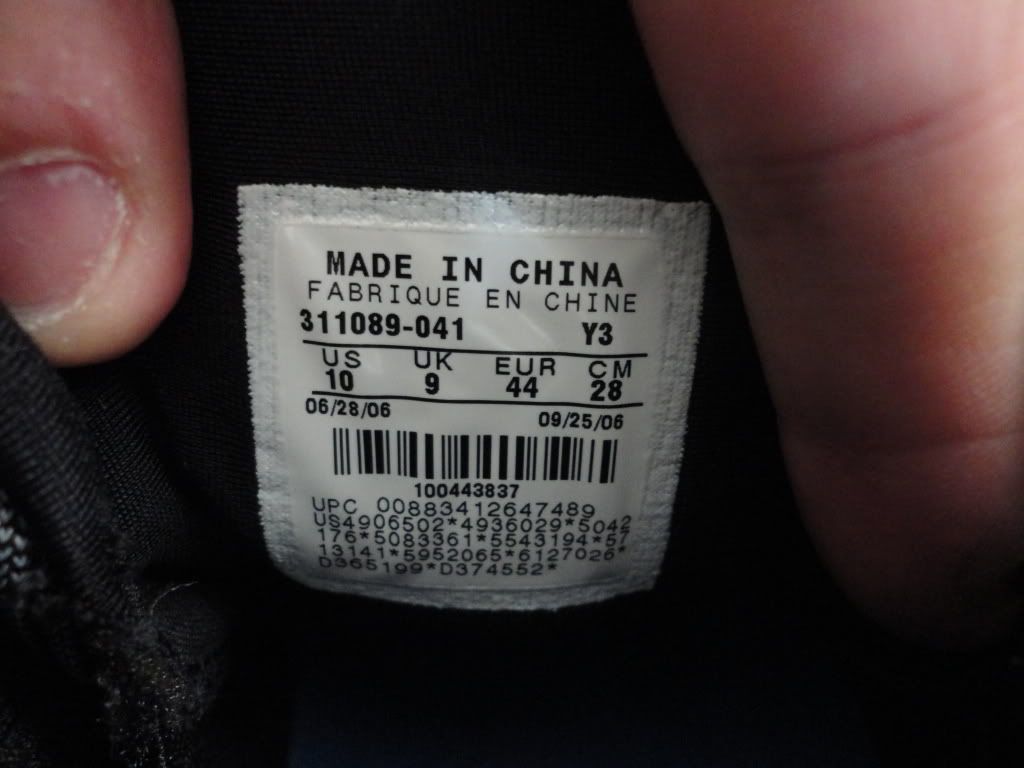 MADE IN CHINA
FABRIQUE EN CHINE
311089-041 Y3
US UK EUR CM
10 9 44 28
06/28/06 09/25/06
100443837
UPC 00883412647489
US4906502*4936029*5042
176*5083361*5543194*57
13141*5952065*6127026*
D365199*D374552*